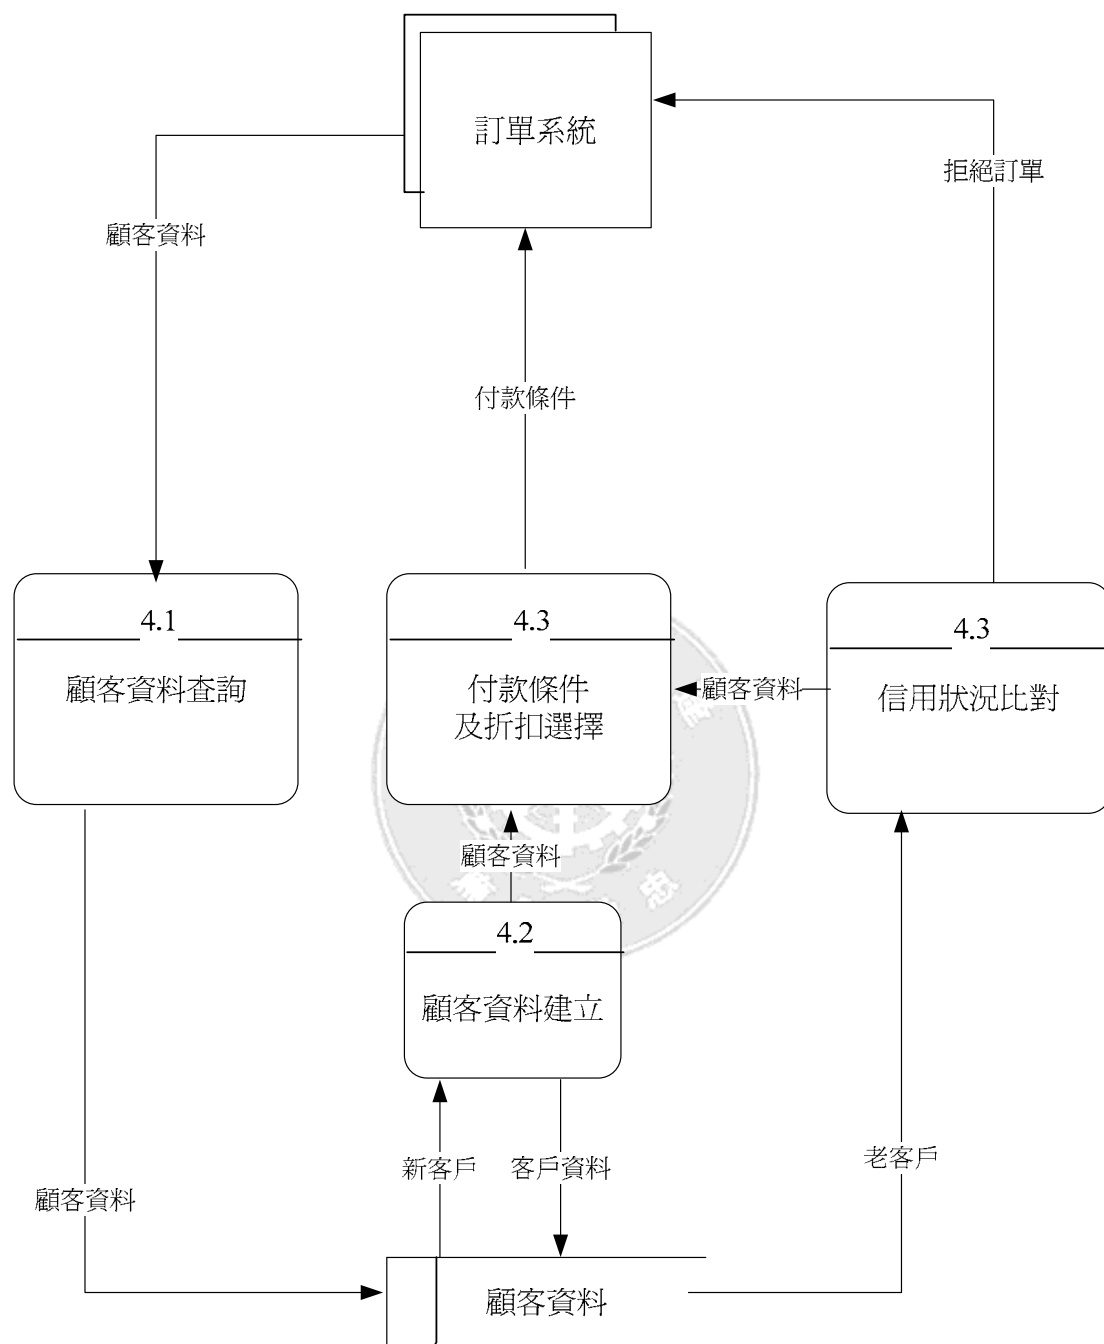 訂單系統
拒絕訂單
顧客資料
付款條件
4.1
顧客資料查詢
4.3
付款條件
及折扣選擇
顧客資料
4.3
信用狀況比對
顧客資料
4.2
顧客資料建立
新客戶
客戶資料
老客戶
顧客資料
顧客資料